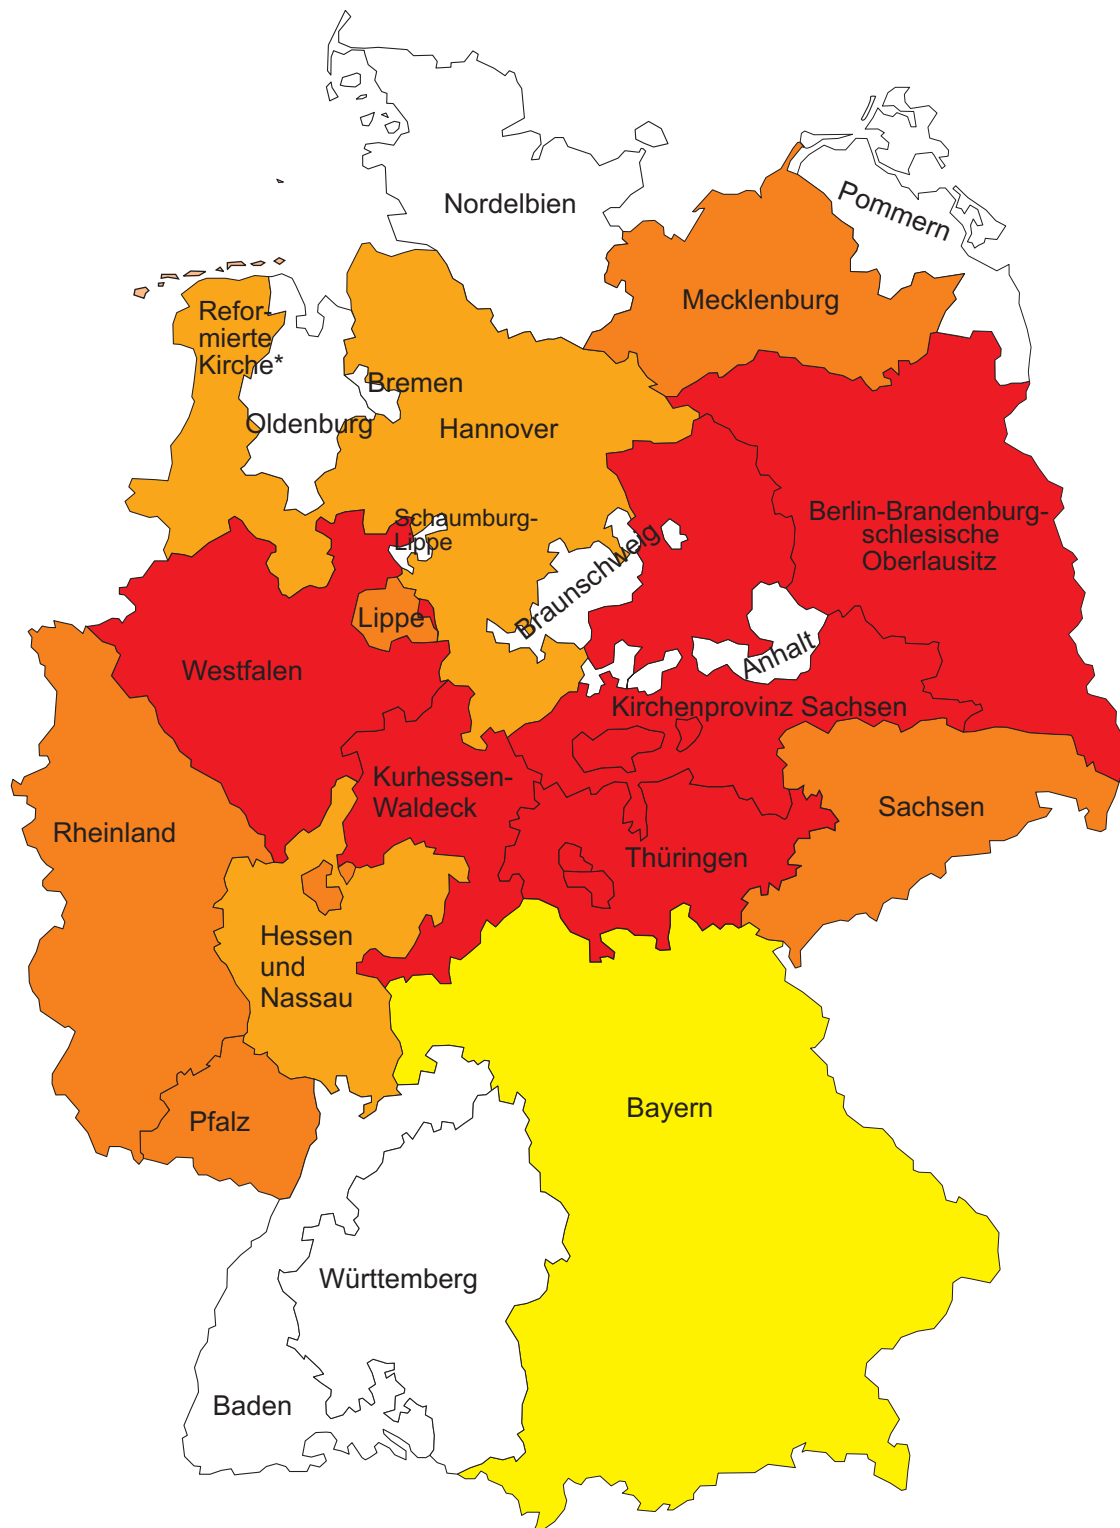 Nordelbien
Pommern
Mecklenburg
Refor-
mierte
Kirche*
Bremen
Oldenburg
Hannover
Schaumburg-
Lippe
Berlin-Brandenburg-
schlesische
Oberlausitz
Braunschweig
Lippe
Anhalt
Westfalen
Kirchenprovinz Sachsen
Kurhessen-
Waldeck
Sachsen
Rheinland
Thüringen
Hessen
und
Nassau
Bayern
Pfalz
Württemberg
Baden